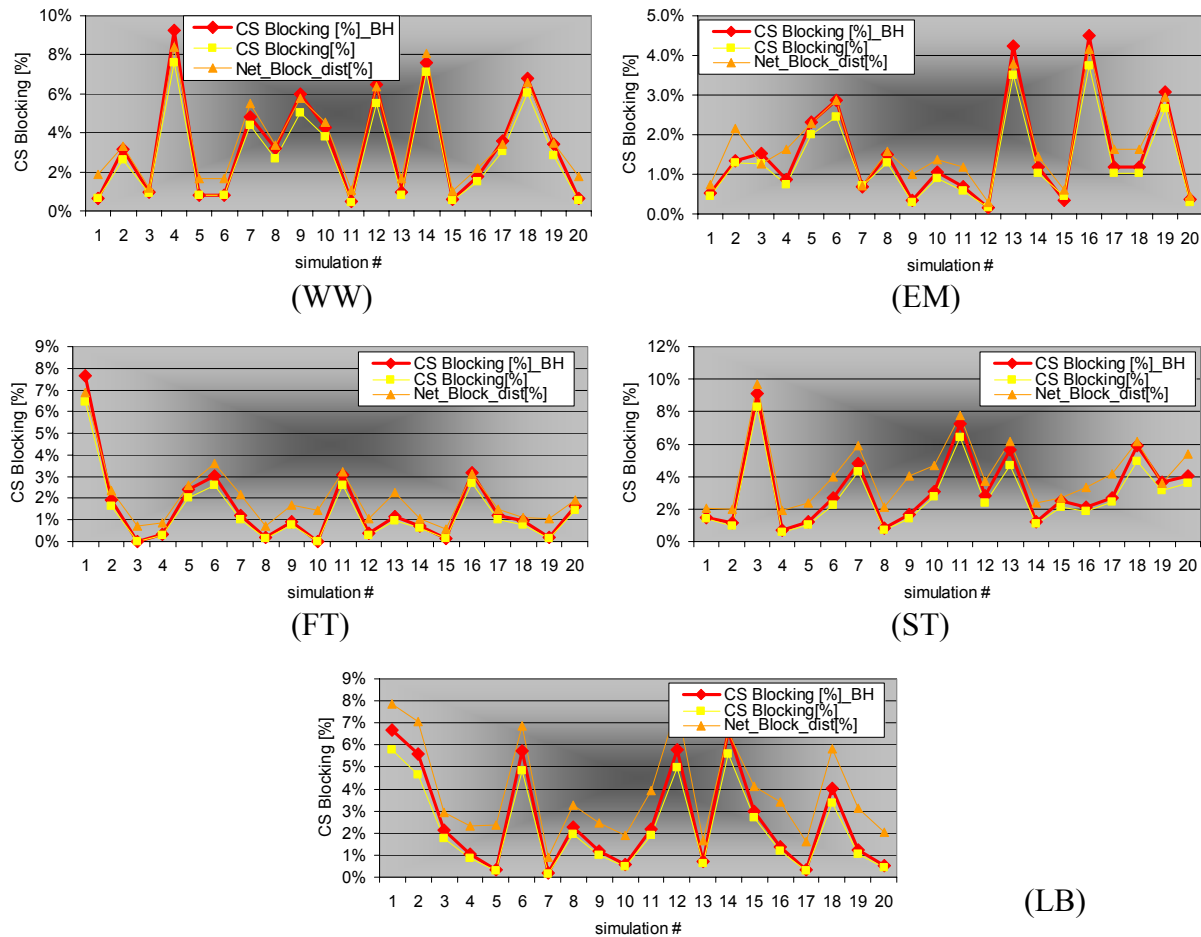 CS Blocking [%]
10%
8%
6%
4%
2%
0%
CS Blocking [%]_BH
CS Blocking[%]
Net_Block_dist[%]
1 2 3 4 5 6 7 8 9 10 11 12 13 14 15 16 17 18 19 20
simulation #
(WW)
CS Blocking [%]
5.0%
4.0%
3.0%
2.0%
1.0%
0.0%
CS Blocking [%]_BH
CS Blocking[%]
Net_Block_dist[%]
1 2 3 4 5 6 7 8 9 10 11 12 13 14 15 16 17 18 19 20
simulation #
(EM)
CS Blocking [%]
9%
8%
7%
6%
5%
4%
3%
2%
1%
0%
CS Blocking [%]_BH
CS Blocking[%]
Net_Block_dist[%]
1 2 3 4 5 6 7 8 9 10 11 12 13 14 15 16 17 18 19 20
simulation #
(FT)
CS Blocking [%]
12%
10%
8%
6%
4%
2%
0%
CS Blocking [%]_BH
CS Blocking[%]
Net_Block_dist[%]
1 2 3 4 5 6 7 8 9 10 11 12 13 14 15 16 17 18 19 20
simulation #
(ST)
CS Blocking [%]
9%
8%
7%
6%
5%
4%
3%
2%
1%
0%
CS Blocking [%]_BH
CS Blocking[%]
Net_Block_dist[%]
1 2 3 4 5 6 7 8 9 10 11 12 13 14 15 16 17 18 19 20
simulation #
(LB)